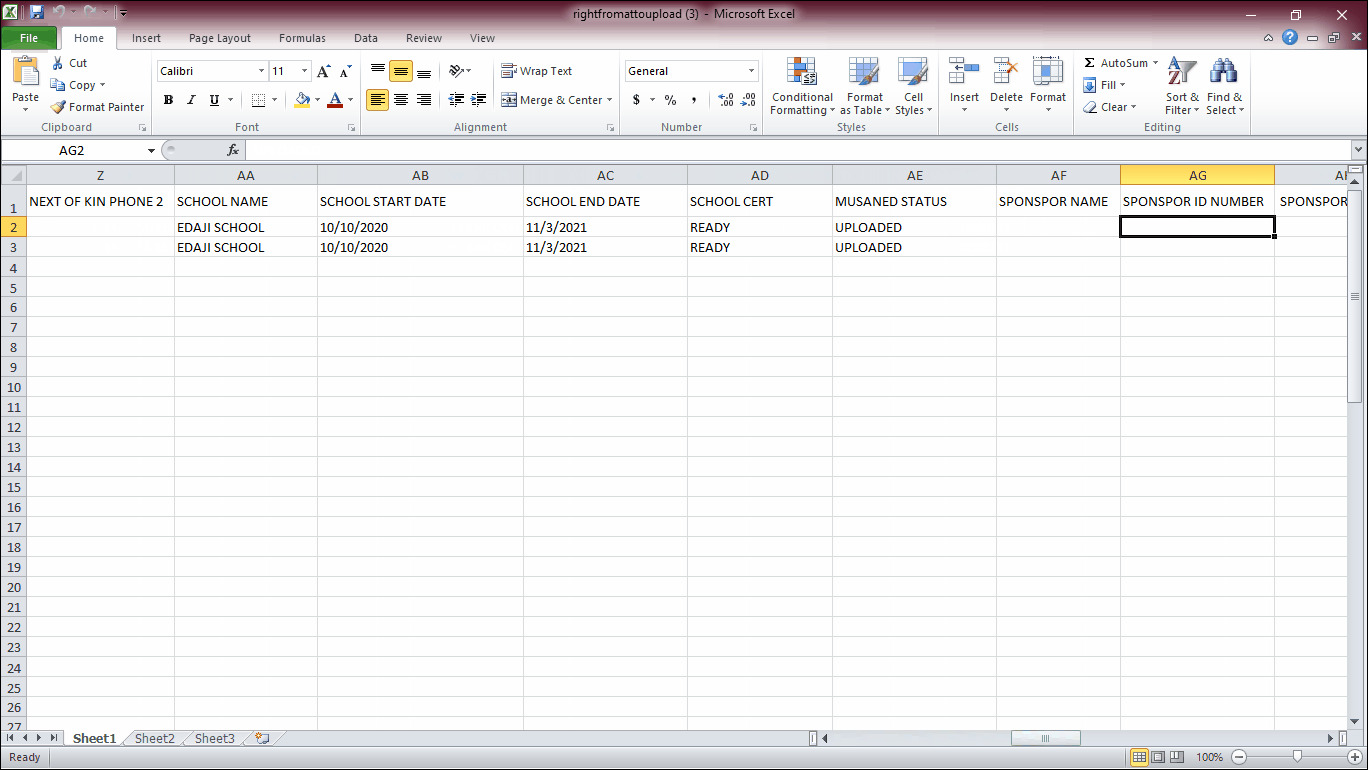 rightfromattoupload (3) - Microsoft Excel
File Home Insert Page Layout Formulas Data Review View
Paste Cut Copy Format Painter Clipboard
Calibri 11 A A B I U A Font
Wrap Text Merge & Center Alignment
General $ % , .0 .00 .00 .0 Number
Conditional Formatting Format as Table Cell Styles Styles
Insert Delete Format Cells
Σ AutoSum Fill Clear Sort & Filter Find & Select Editing
AG2 fx
Z AA AB AC AD AE AF AG
1 NEXT OF KIN PHONE 2 SCHOOL NAME SCHOOL START DATE SCHOOL END DATE SCHOOL CERT MUSANED STATUS SPONSPOR NAME SPONSPOR ID NUMBER SPONSPOR
2 EDAJI SCHOOL 10/10/2020 11/3/2021 READY UPLOADED
3 EDAJI SCHOOL 10/10/2020 11/3/2021 READY UPLOADED
4
5
6
7
8
9
10
11
12
13
14
15
16
17
18
19
20
21
22
23
24
25
26
27
Sheet1 Sheet2 Sheet3
Ready 100%